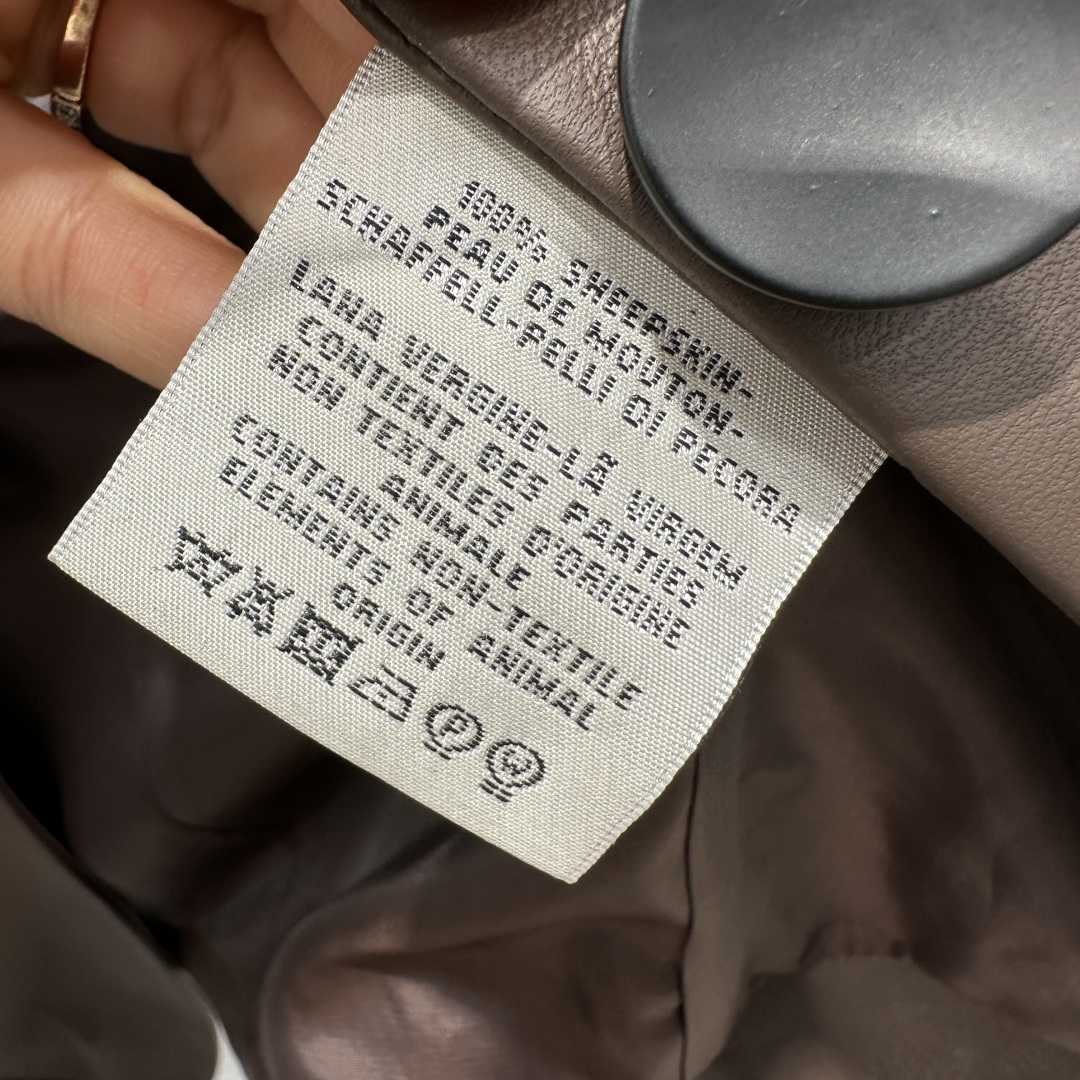 100% SHEEPSKIN-
PEAU DE MOUTON-
SCHAFFELL-PELLI DI PECORA
LANA VERGINE-LÃ VIRGEM
CONTIENT DES PARTIES
NON TEXTILES D'ORIGINE
ANIMALE
CONTAINS NON-TEXTILE
ELEMENTS OF ANIMAL
ORIGIN
P W